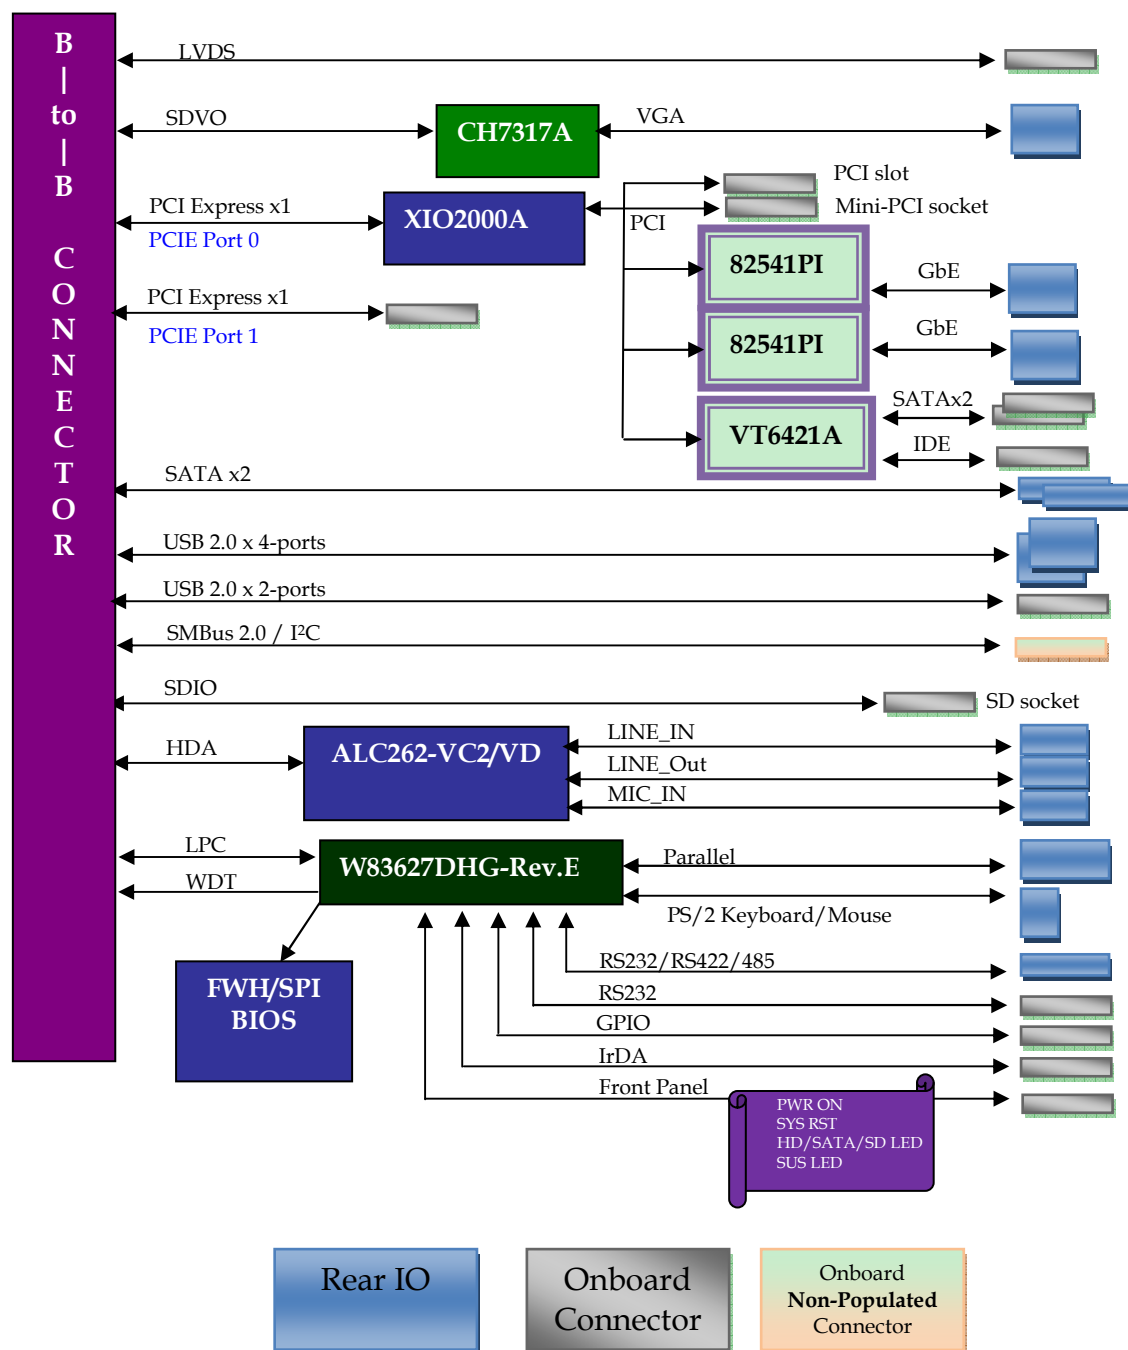 B
|
to
|
B
C
O
N
N
E
C
T
O
R
LVDS
SDVO
CH7317A
VGA
PCI Express x1
PCIE Port 0
XIO2000A
PCI
PCI slot
Mini-PCI socket
82541PI
GbE
PCI Express x1
PCIE Port 1
82541PI
GbE
VT6421A
SATAx2
IDE
SATA x2
USB 2.0 x 4-ports
USB 2.0 x 2-ports
SMBus 2.0 / I²C
SDIO
SD socket
HDA
ALC262-VC2/VD
LINE_IN
LINE_Out
MIC_IN
LPC
WDT
W83627DHG-Rev.E
Parallel
PS/2 Keyboard/Mouse
FWH/SPI
BIOS
RS232/RS422/485
RS232
GPIO
IrDA
Front Panel
PWR ON
SYS RST
HD/SATA/SD LED
SUS LED
Rear IO
Onboard
Connector
Onboard
Non-Populated
Connector